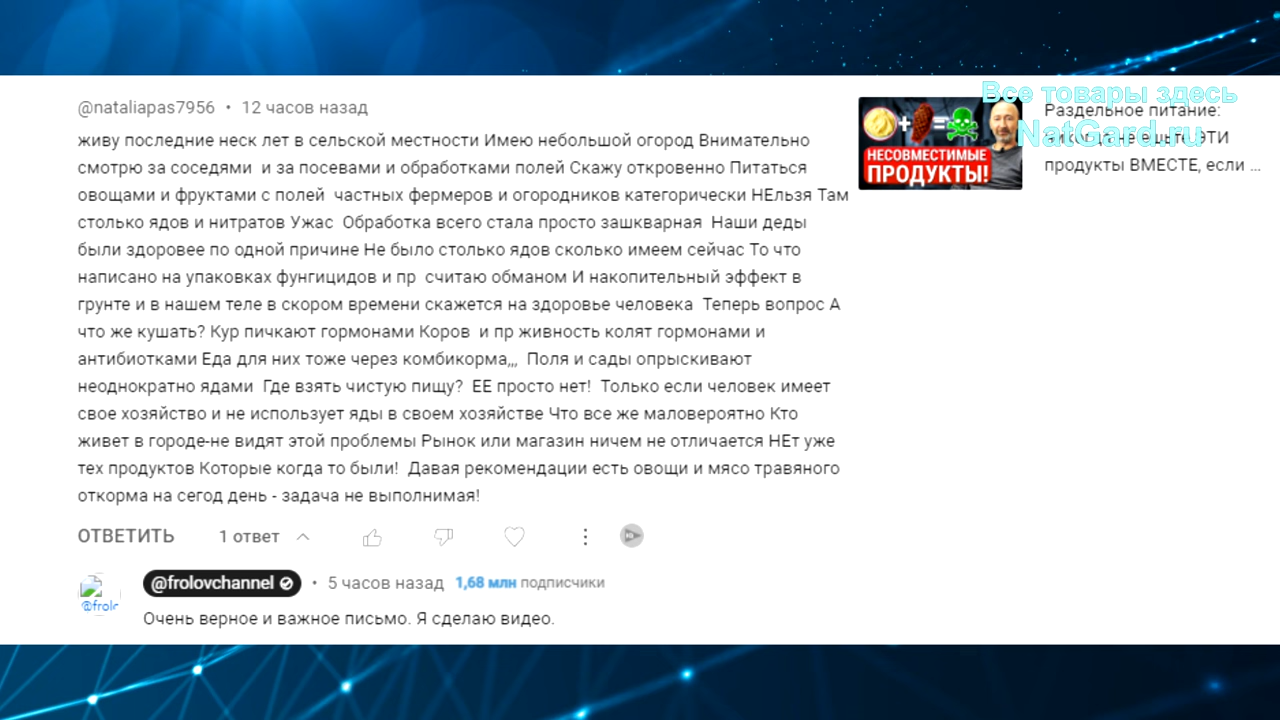 @nataliapas7956 • 12 часов назад
живу последние неск лет в сельской местности Имею небольшой огород Внимательно
смотрю за соседями и за посевами и обработками полей Скажу откровенно Питаться
овощами и фруктами с полей частных фермеров и огородников категорически НЕльзя Там
столько ядов и нитратов Ужас Обработка всего стала просто зашкварная Наши деды
были здоровее по одной причине Не было столько ядов сколько имеем сейчас То что
написано на упаковках фунгицидов и пр считаю обманом И накопительный эффект в
грунте и в нашем теле в скором времени скажется на здоровье человека Теперь вопрос А
что же кушать? Кур пичкают гормонами Коров и пр живность колят гормонами и
антибиотками Еда для них тоже через комбикорма,,, Поля и сады опрыскивают
неоднократно ядами Где взять чистую пищу? ЕЕ просто нет! Только если человек имеет
свое хозяйство и не использует яды в своем хозяйстве Что все же маловероятно Кто
живет в городе-не видят этой проблемы Рынок или магазин ничем не отличается НЕт уже
тех продуктов Которые когда то были! Давая рекомендации есть овощи и мясо травяного
откорма на сегод день - задача не выполнимая!
ОТВЕТИТЬ 1 ответ
@frolovchannel • 5 часов назад 1,68 млн подписчики
@frolc
Очень верное и важное письмо. Я сделаю видео.
НЕСОВМЕСТИМЫЕ
ПРОДУКТЫ!
Все товары здесь
NatGard.ru
Раздельное питание:
ЭТИ
продукты ВМЕСТЕ, если ...